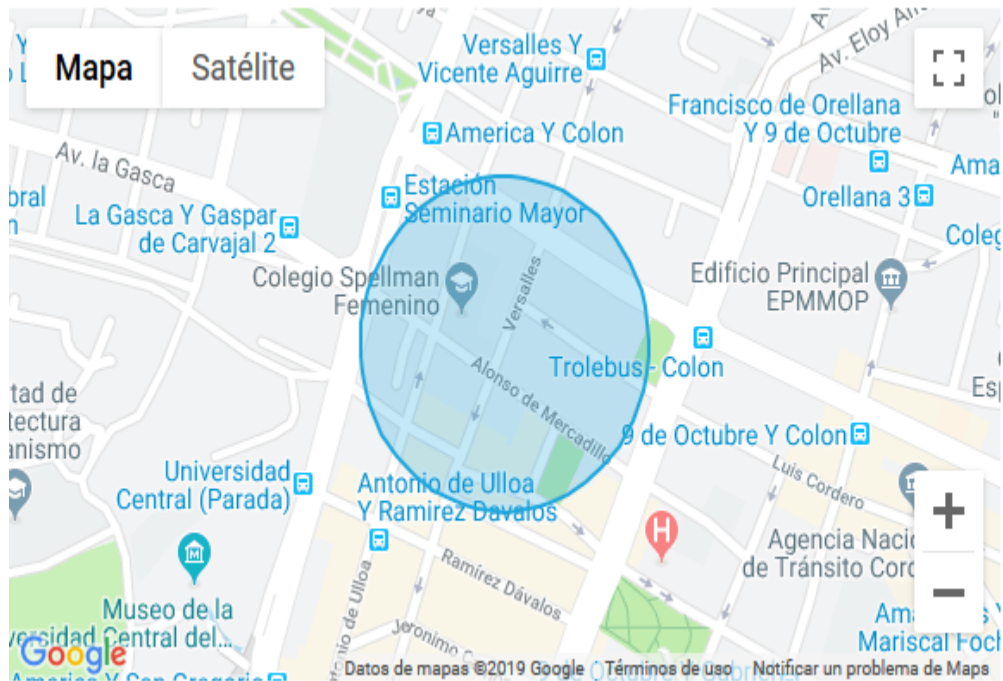 Mapa
Satélite
Versalles Y
Vicente Aguirre
Av. Eloy
America Y Colon
Francisco de Orellana
Y 9 de Octubre
Av. la Gasca
Estación
Seminario Mayor
Orellana 3
La Gasca Y Gaspar
de Carvajal 2
Colegio Spellman
Femenino
Versalles
Edificio Principal
EPMMOP
Trolebus - Colon
Alonso de Mercadillo
9 de Octubre Y Colon
Luis Cordero
Universidad
Central (Parada)
Antonio de Ulloa
Y Ramirez Davalos
H
Agencia
de Tránsito
Ramírez Dávalos
Museo de la
Central del...
M
de Ulloa
Mariscal Foch
Google
Datos de mapas ©2019 Google
Términos de uso
Notificar un problema de Maps